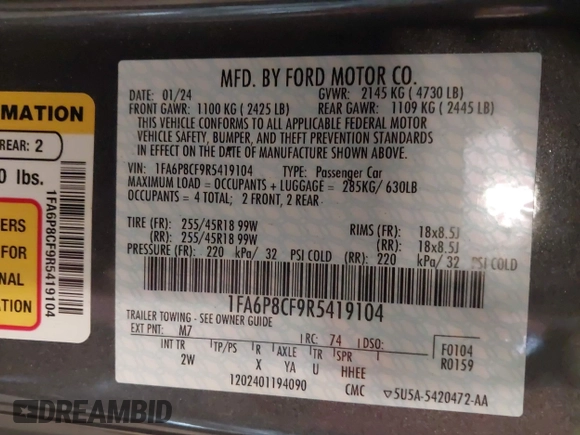 MFD. BY FORD MOTOR CO.
01/24 GVWR: 2145 KG ( 4730 LB)
FRONT GAWR: 1100 KG ( 2425 LB) REAR GAWR: 1109 KG ( 2445 LB)
THIS VEHICLE CONFORMS TO ALL APPLICABLE FEDERAL MOTOR
VEHICLE SAFETY, BUMPER, AND THEFT PREVENTION STANDARDS
IN EFFECT ON THE DATE OF MANUFACTURE SHOWN ABOVE.
VIN: 1FA6P8CF9R5419104 TYPE: Passenger Car
MAXIMUM LOAD = OCCUPANTS + LUGGAGE = 285KG/ 630LB
OCCUPANTS = 4 TOTAL; 2 FRONT, 2 REAR
TIRE (FR): 255/45R18 99W RIMS (FR): 18x8.5J
(RR): 255/45R18 99W (RR): 18x8.5J
PRESSURE (FR): 220 kPa/ 32 PSI COLD (RR): 220 kPa/ 32 PSI COLD
1FA6P8CF9R5419104
TRAILER TOWING - SEE OWNER GUIDE
EXT PNT: M7 RC: 74 DSO:
TP/PS R AXLE TR SPR
2W X YA U HHEE
F0104
R0159
1202401194090 CMC 5U5A-5420472-AA
MATION
REAR: 2
0 lbs.
ERS
FOR
NAL
ATION
1FA6P8CF9R5419104
DREAMBID